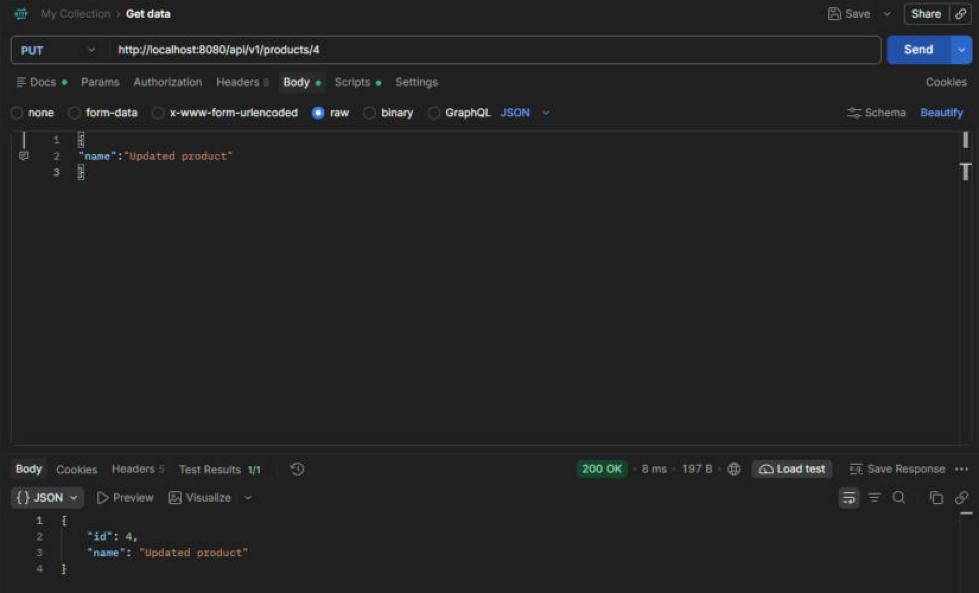 My Collection › Get data Save Share
PUT http://localhost:8080/api/v1/products/4 Send
Docs Params Authorization Headers 8 Body Scripts Settings Cookies
none form-data x-www-form-urlencoded raw binary GraphQL JSON Schema Beautify
1 {
2 "name":"Updated product"
3 }
Body Cookies Headers 5 Test Results 1/1 200 OK • 8 ms • 197 B • Load test Save Response •••
{} JSON Preview Visualize
1 {
2 "id": 4,
3 "name": "Updated product"
4 }